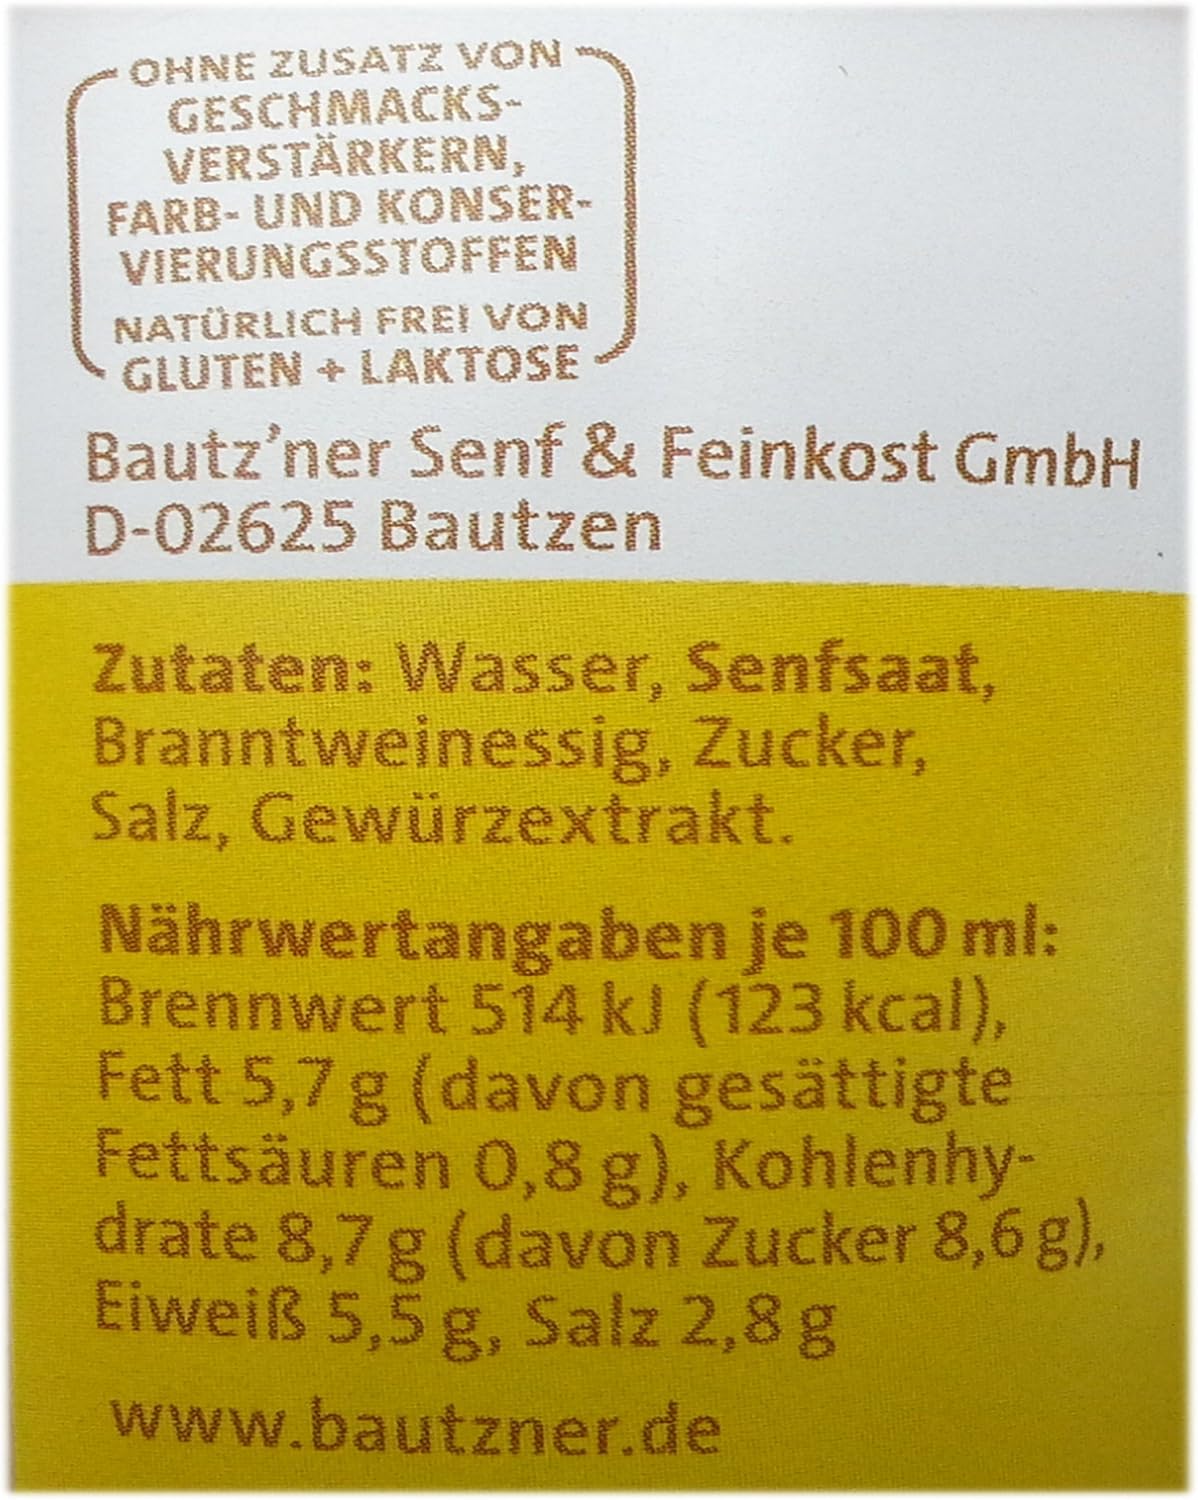 OHNE ZUSATZ VON
GESCHMACKS-
VERSTÄRKERN,
FARB- UND KONSER-
VIERUNGSSTOFFEN
NATÜRLICH FREI VON
GLUTEN + LAKTOSE
Bautz'ner Senf & Feinkost GmbH
D-02625 Bautzen
Zutaten: Wasser, Senfsaat,
Branntweinessig, Zucker,
Salz, Gewürzextrakt.
Nährwertangaben je 100 ml:
Brennwert 514 kJ (123 kcal),
Fett 5,7 g (davon gesättigte
Fettsäuren 0,8 g), Kohlenhy-
drate 8,7 g (davon Zucker 8,6 g),
Eiweiß 5,5 g, Salz 2,8 g
www.bautzner.de